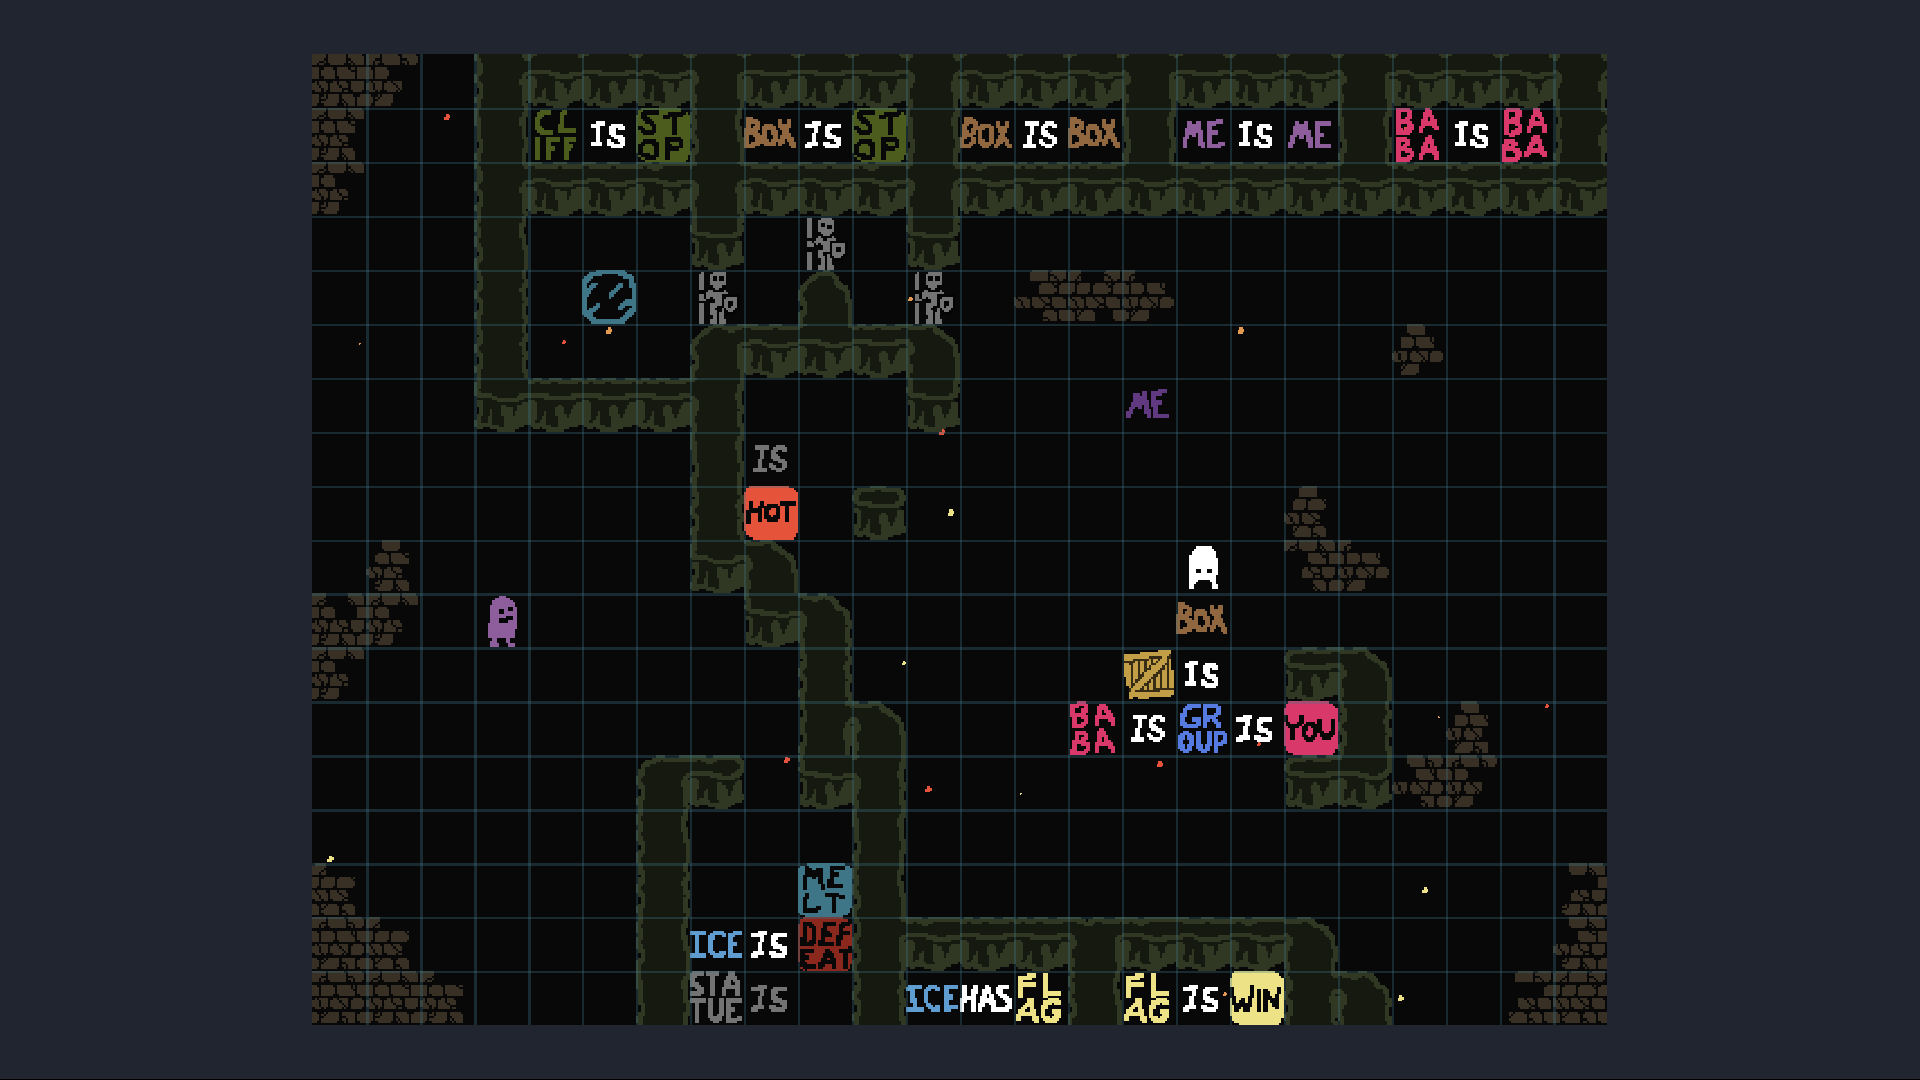 CLIFF IS STOP BOX IS STOP BOX IS BOX ME IS ME BABA IS BABA
ME
IS
HOT
BOX
IS
BABA IS GROUP IS YOU
MELT
ICE IS DEFEAT
STATUE IS ICE HAS FLAG FLAG IS WIN